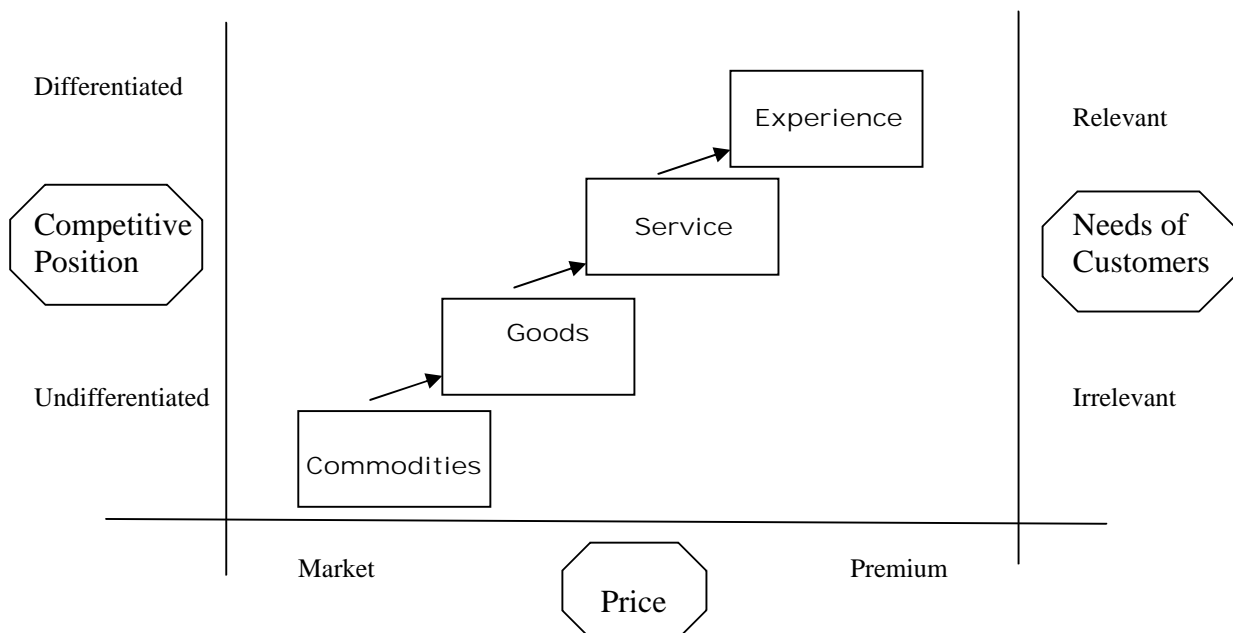 Differentiated
Experience
Relevant
Competitive
Position
Service
Needs of
Customers
Goods
Undifferentiated
Irrelevant
Commodities
Market
Premium
Price